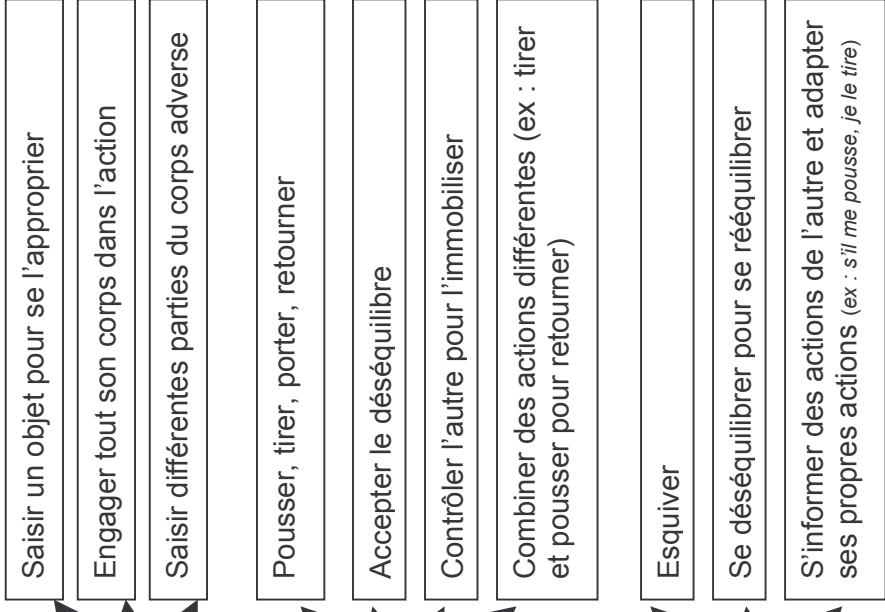 Saisir un objet pour se l'approprier
Engager tout son corps dans l'action
Saisir différentes parties du corps adverse
Pousser, tirer, porter, retourner
Accepter le déséquilibre
Contrôler l'autre pour l'immobiliser
Combiner des actions différentes (ex : tirer
et pousser pour retourner)
Esquiver
Se déséquilibrer pour se rééquilibrer
S'informer des actions de l'autre et adapter
ses propres actions (ex : s'il me pousse, je le tire)